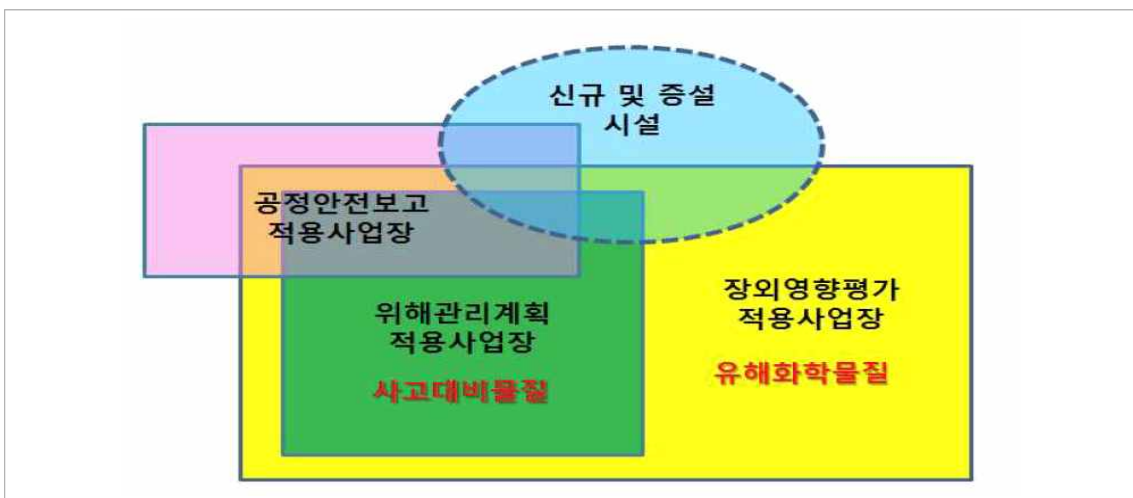 신규 및 증설
시설
공정안전보고
적용사업장
위해관리계획
적용사업장
사고대비물질
장외영향평가
적용사업장
유해화학물질